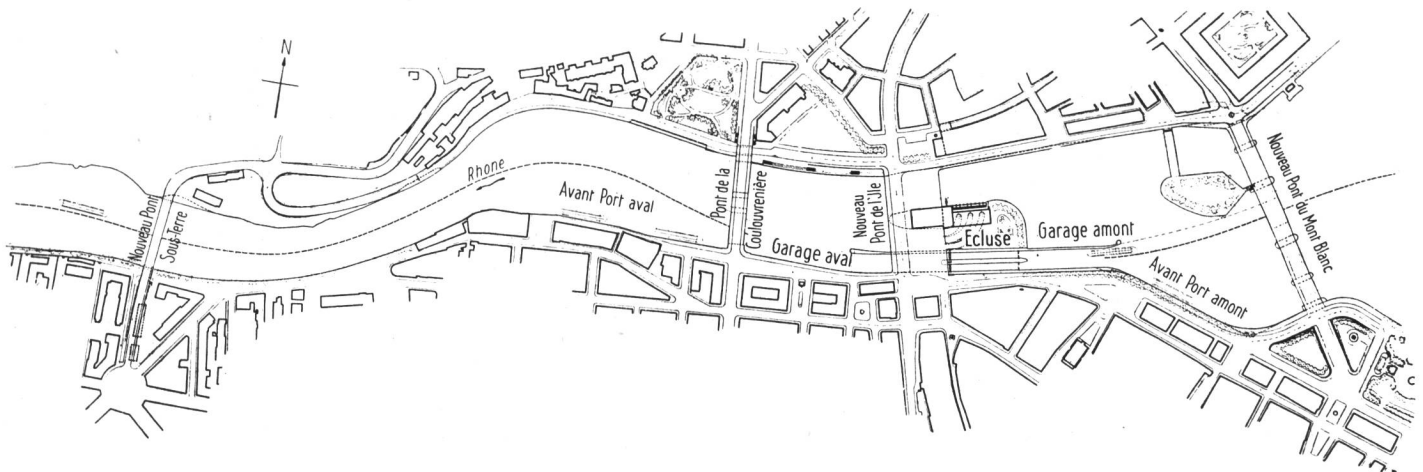 N
Nouveau Pont
Sous-Terre
Rhone
Avant Port aval
Pont de la
Coulouvrenière
Garage aval
Nouveau
Pont de l'Jle
Ecluse
Garage amont
Avant Port amont
Nouveau Pont du Mont Blanc